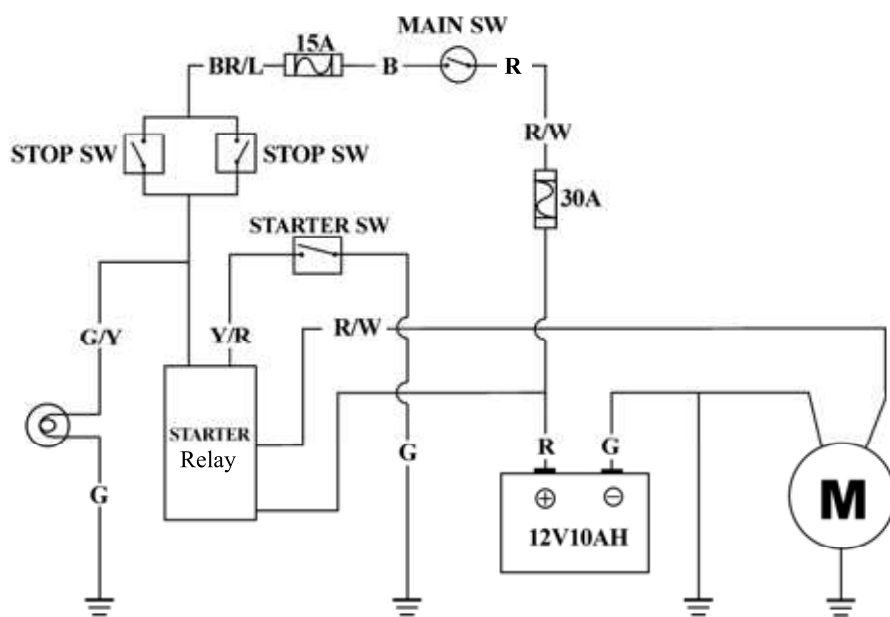 MAIN SW
15A
BR/L
B
R
R/W
STOP SW
STOP SW
30A
STARTER SW
G/Y
Y/R
R/W
STARTER
Relay
G
G
R
G
M
12V10AH